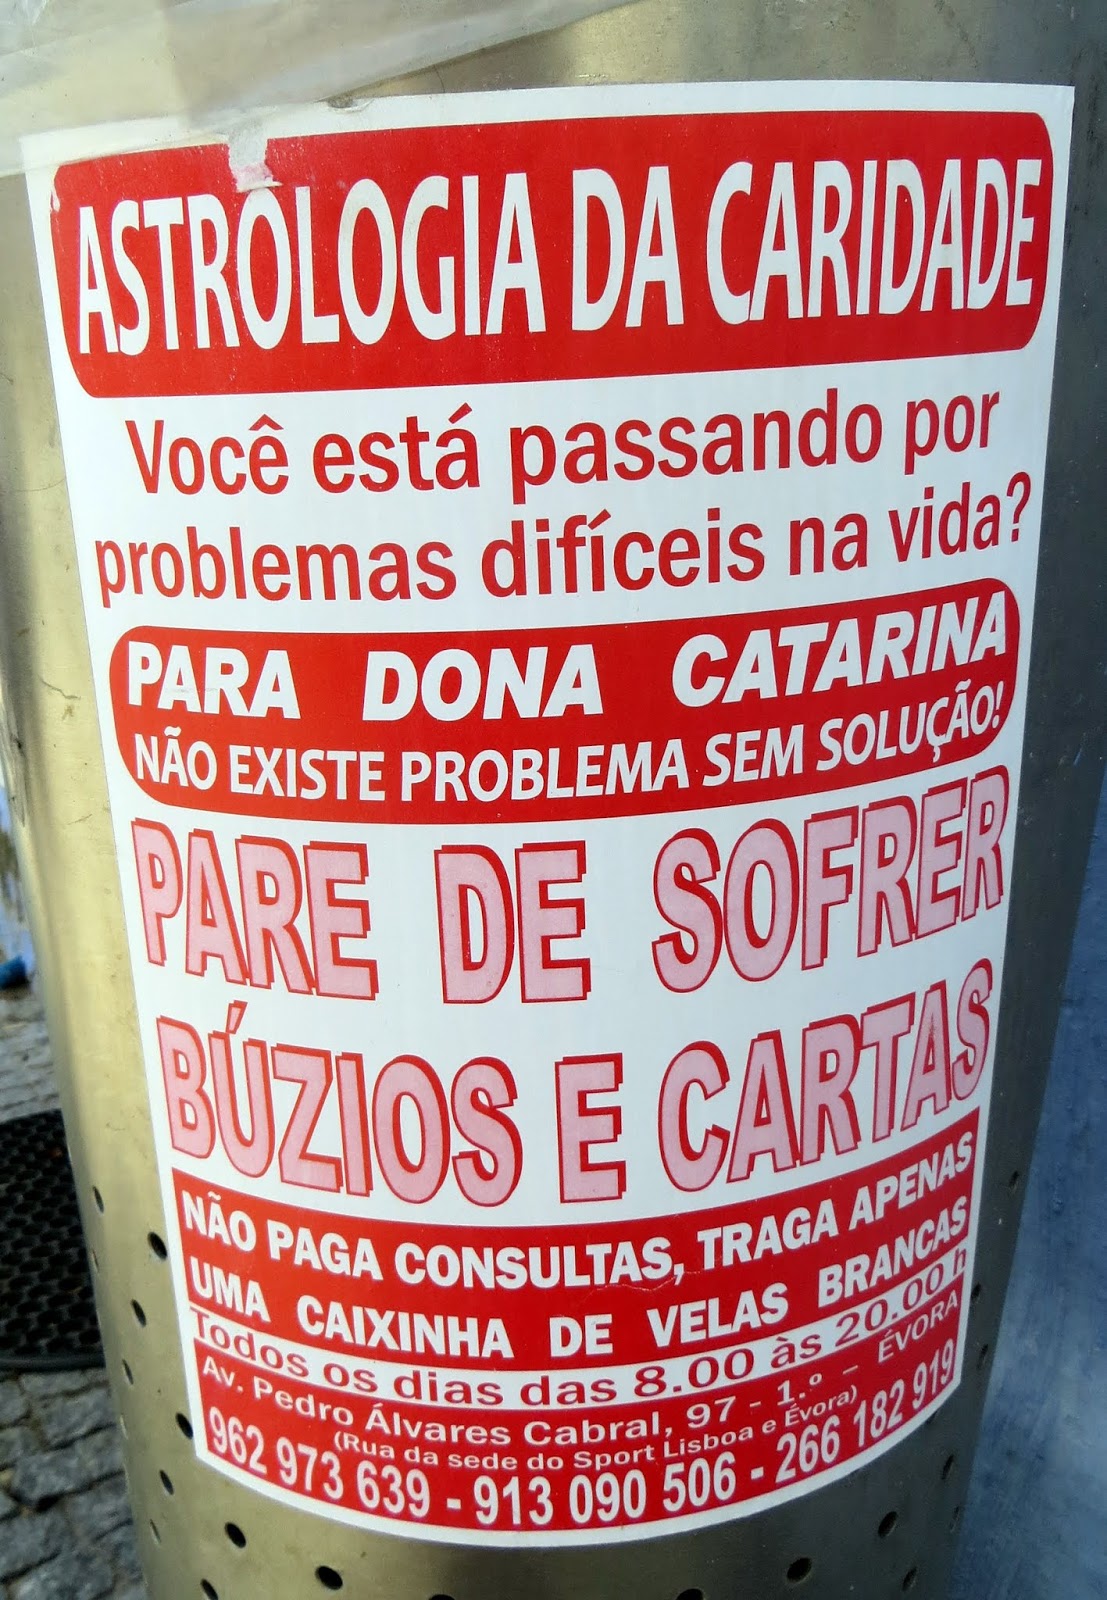 ASTROLOGIA DA CARIDADE
Você está passando por
problemas difíceis na vida?
PARA DONA CATARINA
NÃO EXISTE PROBLEMA SEM SOLUÇÃO!
PARE DE SOFRER
BÚZIOS E CARTAS
NÃO PAGA CONSULTAS, TRAGA APENAS
UMA CAIXINHA DE VELAS BRANCAS
Todos os dias das 8.00 às 20.00 h
Av. Pedro Álvares Cabral, 97 - 1.º - ÉVORA
(Rua da sede do Sport Lisboa e Évora)
962 973 639 - 913 090 506 - 266 182 919